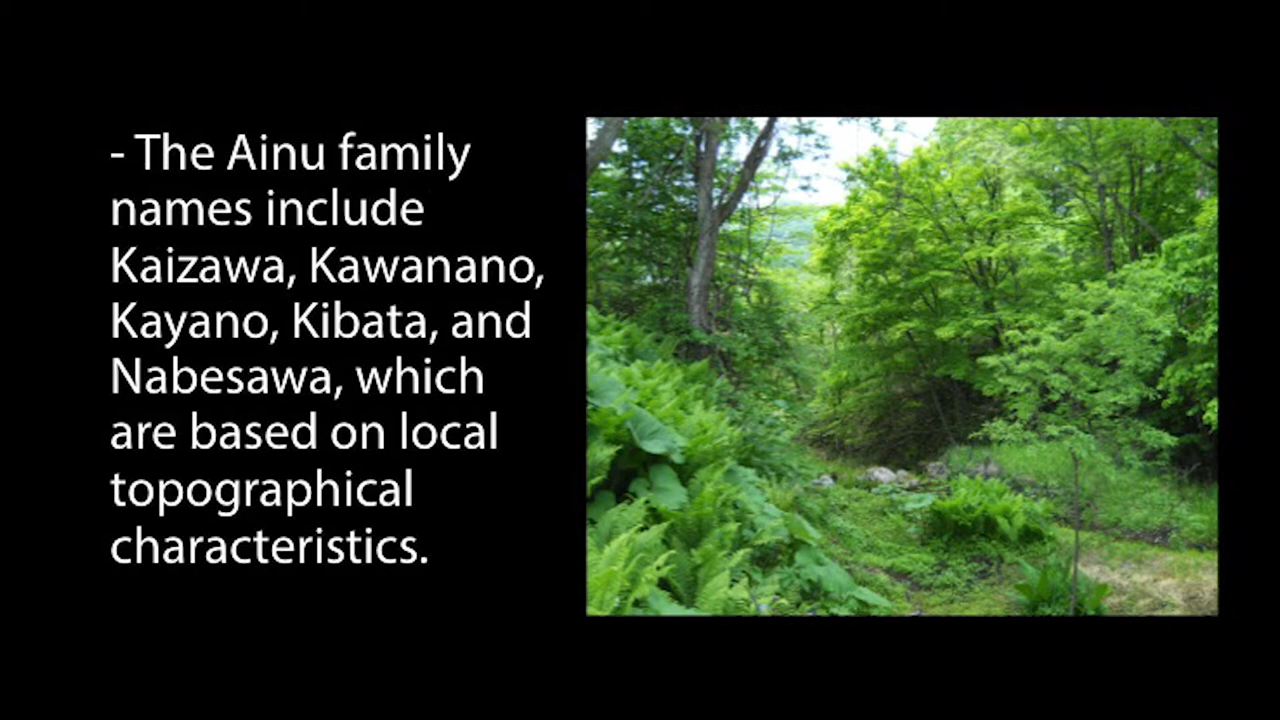 - The Ainu family
names include
Kaizawa, Kawanano,
Kayano, Kibata, and
Nabesawa, which
are based on local
topographical
characteristics.